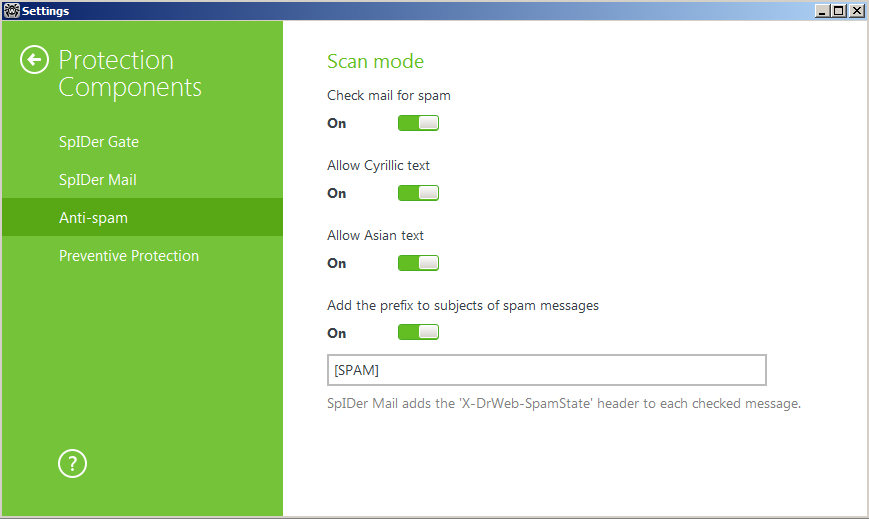 Settings
Protection
Components
SpIDer Gate
SpIDer Mail
Anti-spam
Preventive Protection
?
Scan mode
Check mail for spam
On
Allow Cyrillic text
On
Allow Asian text
On
Add the prefix to subjects of spam messages
On
[SPAM]
SpIDer Mail adds the 'X-DrWeb-SpamState' header to each checked message.